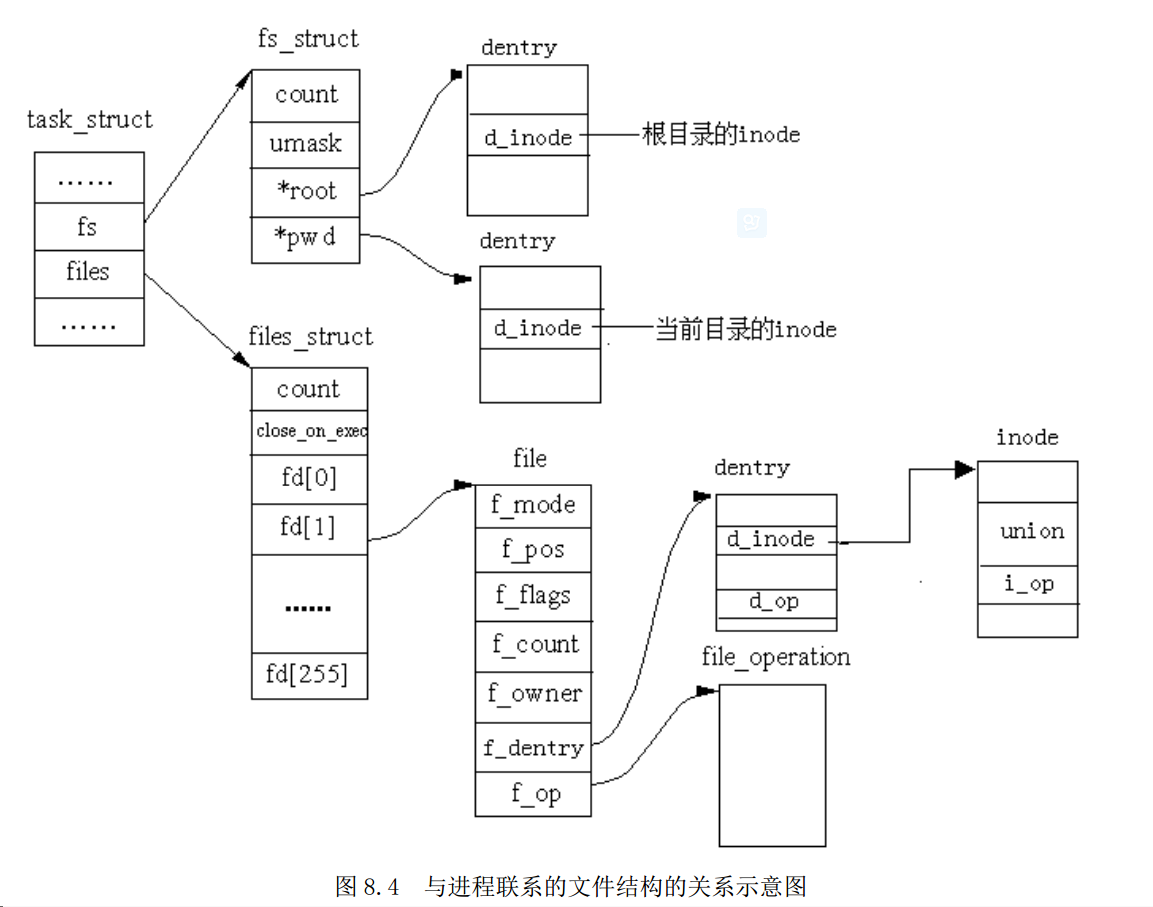 task_struct
……
fs
files
……
fs_struct
count
umask
*root
*pwd
dentry
d_inode
根目录的inode
dentry
d_inode
当前目录的inode
files_struct
count
close_on_exec
fd[0]
fd[1]
……
fd[255]
file
f_mode
f_pos
f_flags
f_count
f_owner
f_dentry
f_op
dentry
d_inode
d_op
file_operation
inode
union
i_op
图 8.4 与进程联系的文件结构的关系示意图